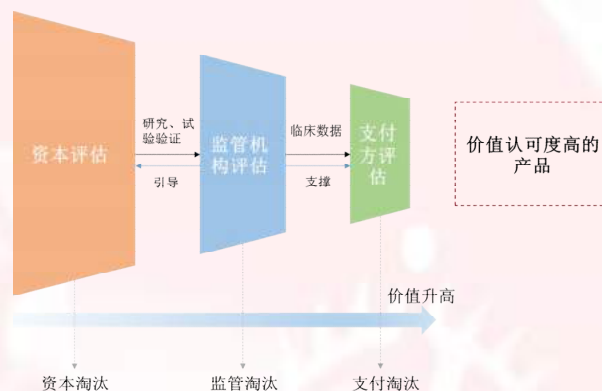 资本评估
研究、试
验验证
引导
监管机
构评估
临床数据
支撑
支付
方评
估
价值认可度高的
产品
价值升高
资本淘汰
监管淘汰
支付淘汰